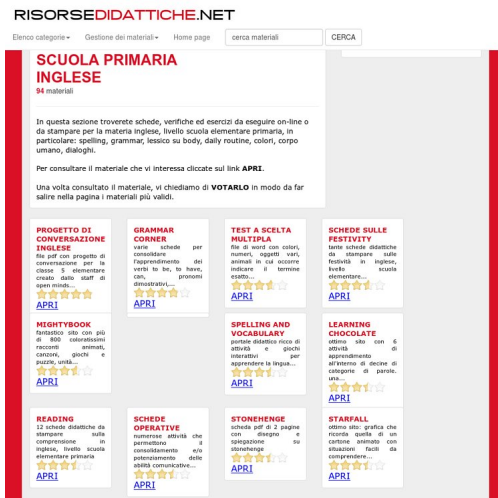 RISORSEDIDATTICHE.NET
Elenco categorie Gestione dei materiali Home page cerca materiali CERCA
SCUOLA PRIMARIA
INGLESE
94 materiali
In questa sezione troverete schede, verifiche ed esercizi da eseguire on-line o
da stampare per la materia inglese, livello scuola elementare primaria, in
particolare: spelling, grammar, lessico su body, daily routine, colori, corpo
umano, dialoghi.
Per consultare il materiale che vi interessa cliccate sul link APRI.
Una volta consultato il materiale, vi chiediamo di VOTARLO in modo da far
salire nella pagina i materiali più validi.
PROGETTO DI
CONVERSAZIONE
INGLESE
file pdf con progetto di
conversazione per la
classe 5 elementare
creato dallo staff di
open minds...
APRI
GRAMMAR
CORNER
varie schede per
consolidare
l'apprendimento dei
verbi to be, to have,
can, pronomi
dimostrativi,...
APRI
TEST A SCELTA
MULTIPLA
file di word con colori,
numeri, oggetti vari,
animali in cui occorre
indicare il termine
esatto...
APRI
SCHEDE SULLE
FESTIVITY
tante schede didattiche
da stampare sulle
festività in inglese,
livello scuola
elementare...
APRI
MIGHTYBOOK
fantastico sito con più
di 800 coloratissimi
racconti animati,
canzoni, giochi e
puzzle, unità...
APRI
SPELLING AND
VOCABULARY
portale didattico ricco di
attività e giochi
interattivi per
apprendere la lingua...
APRI
LEARNING
CHOCOLATE
ottimo sito con 6
attività di
apprendimento
all'interno di decine di
categorie di parole.
una...
APRI
READING
12 schede didattiche da
stampare sulla
comprensione in
inglese, livello scuola
elementare primaria
APRI
SCHEDE
OPERATIVE
numerose attività che
permettono il
consolidamento e/o
potenziamento delle
abilità comunicative...
APRI
STONEHENGE
scheda pdf di 2 pagine
con disegno e
spiegazione su
stonehenge
APRI
STARFALL
ottimo sito: grafica che
ricorda quella di un
cartone animato con
situazioni facili da
comprendere...
APRI